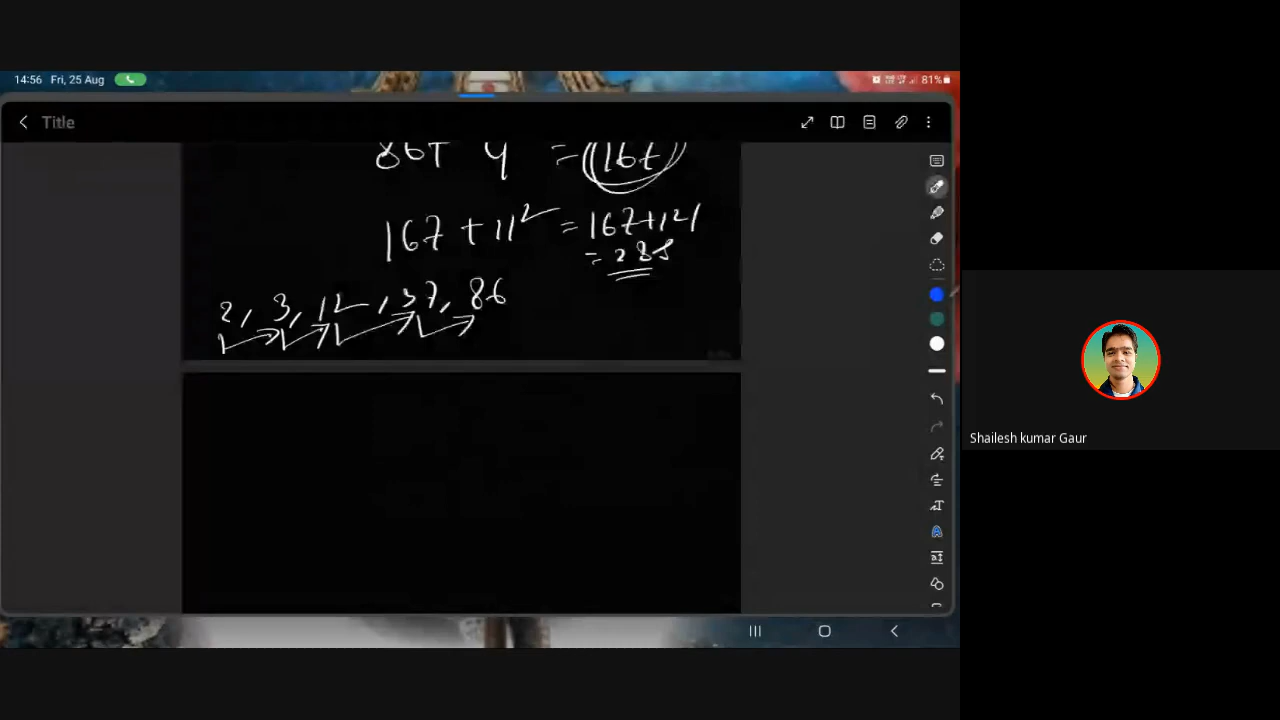 14:56 Fri, 25 Aug
81%
Title
86+ 9² = 167
167 + 11² = 167+121
= 288
2, 3, 12, 37, 86
Shailesh kumar Gaur